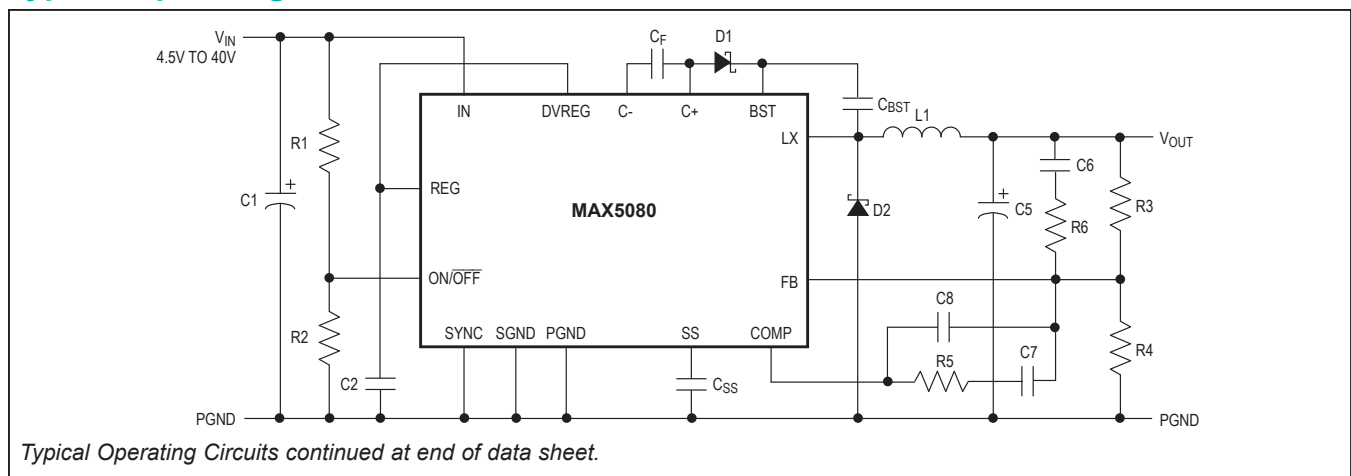 V_IN
4.5V TO 40V
C_F
D1
IN
DVREG
C-
C+
BST
C_BST
LX
L1
V_OUT
R1
C1
+
REG
MAX5080
D2
+
C5
C6
R6
R3
ON/OFF
FB
R2
C2
SYNC
SGND
PGND
SS
COMP
C8
R5
C7
R4
C_SS
PGND
PGND
Typical Operating Circuits continued at end of data sheet.